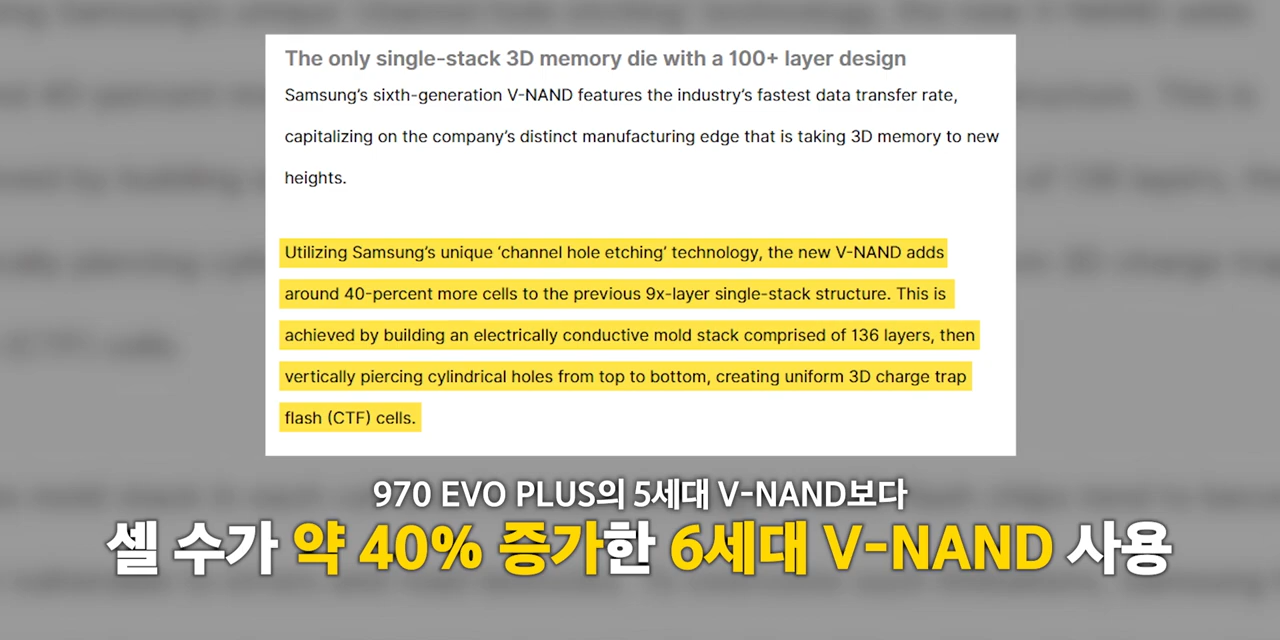 The only single-stack 3D memory die with a 100+ layer design
Samsung’s sixth-generation V-NAND features the industry’s fastest data transfer rate,
capitalizing on the company’s distinct manufacturing edge that is taking 3D memory to new
heights.
Utilizing Samsung’s unique ‘channel hole etching’ technology, the new V-NAND adds
around 40-percent more cells to the previous 9x-layer single-stack structure. This is
achieved by building an electrically conductive mold stack comprised of 136 layers, then
vertically piercing cylindrical holes from top to bottom, creating uniform 3D charge trap
flash (CTF) cells.
970 EVO PLUS의 5세대 V-NAND보다
셀 수가 약 40% 증가한 6세대 V-NAND 사용